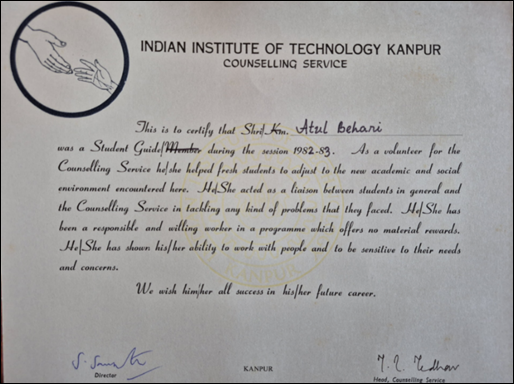 INDIAN INSTITUTE OF TECHNOLOGY KANPUR
COUNSELLING SERVICE
This is to certify that Shri/Km. Atul Behari
was a Student Guide/Member during the session 1982-83. As a volunteer for the
Counselling Service he/she helped fresh students to adjust to the new academic and social
environment encountered here. He/She acted as a liaison between students in general and
the Counselling Service in tackling any kind of problems that they faced. He/She has
been a responsible and willing worker in a programme which offers no material rewards.
He/She has shown his/her ability to work with people and to be sensitive to their needs
and concerns.
We wish him/her all success in his/her future career.
KANPUR
Director
KANPUR
Head, Counselling Service